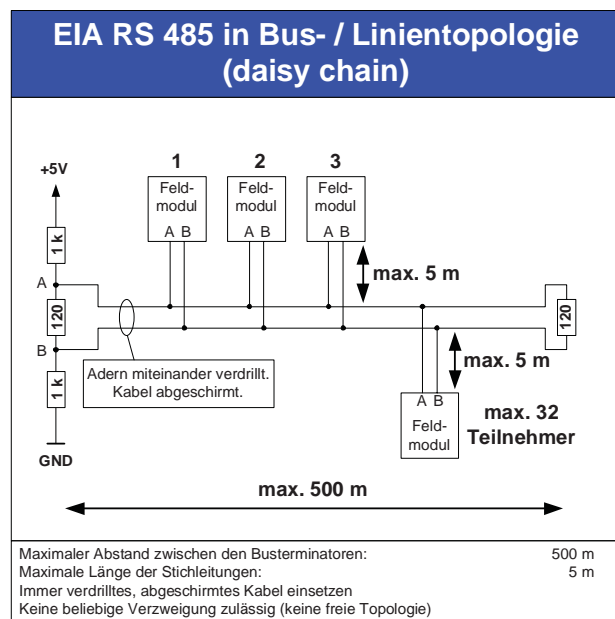 EIA RS 485 in Bus- / Linientopologie
(daisy chain)
1 2 3
+5V
Feld-
modul
A B
Feld-
modul
A B
Feld-
modul
A B
1 k
A
max. 5 m
120
120
B
Adern miteinander verdrillt.
Kabel abgeschirmt.
max. 5 m
1 k
A B
Feld-
modul
max. 32
Teilnehmer
GND
max. 500 m
Maximaler Abstand zwischen den Busterminatoren: 500 m
Maximale Länge der Stichleitungen: 5 m
Immer verdrilltes, abgeschirmtes Kabel einsetzen
Keine beliebige Verzweigung zulässig (keine freie Topologie)